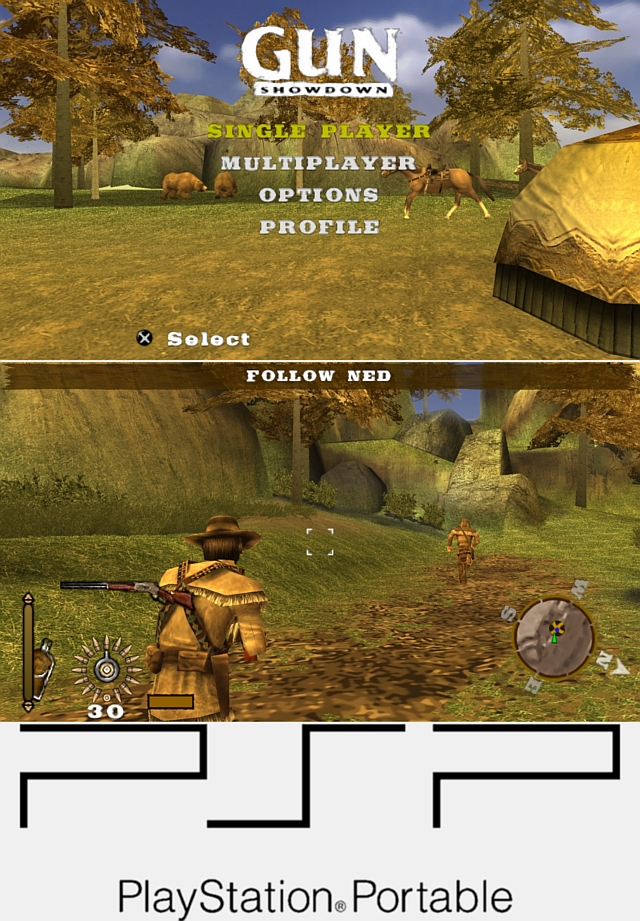 GUN
SHOWDOWN
SINGLE PLAYER
MULTIPLAYER
OPTIONS
PROFILE
X Select
FOLLOW NED
S
W
N
E
30
PSP
PlayStation®Portable